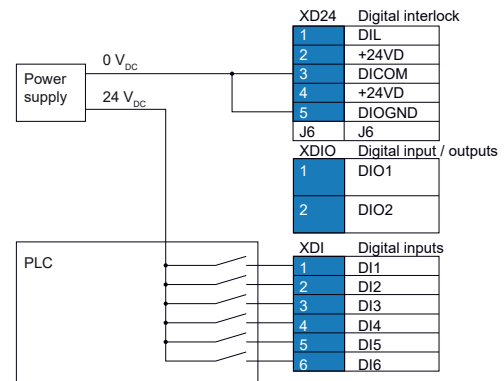 XD24 Digital interlock
1 DIL
2 +24VD
3 DICOM
4 +24VD
5 DIOGND
J6 J6
0 VDC
Power
supply
24 VDC
XDIO Digital input / outputs
1 DIO1
2 DIO2
XDI Digital inputs
PLC
1 DI1
2 DI2
3 DI3
4 DI4
5 DI5
6 DI6